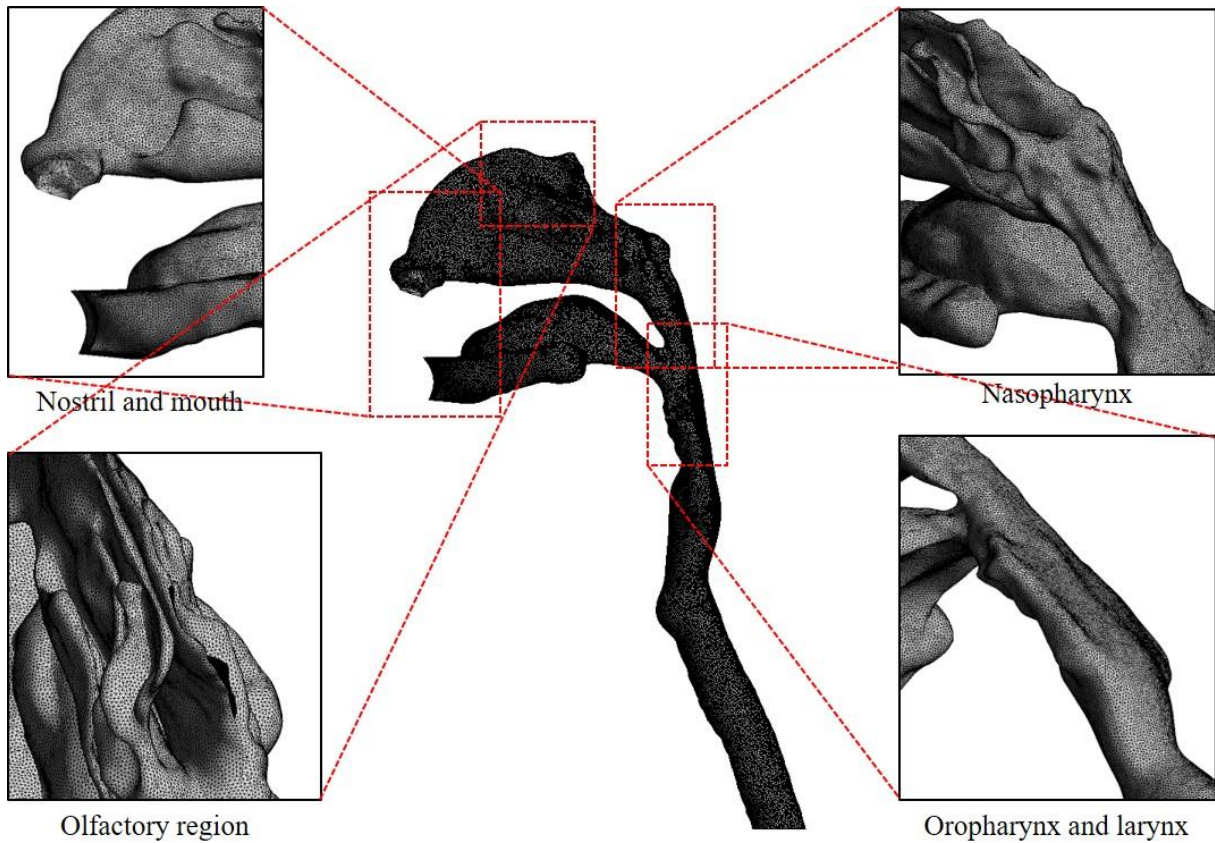 Nostril and mouth
Nasopharynx
Olfactory region
Oropharynx and larynx